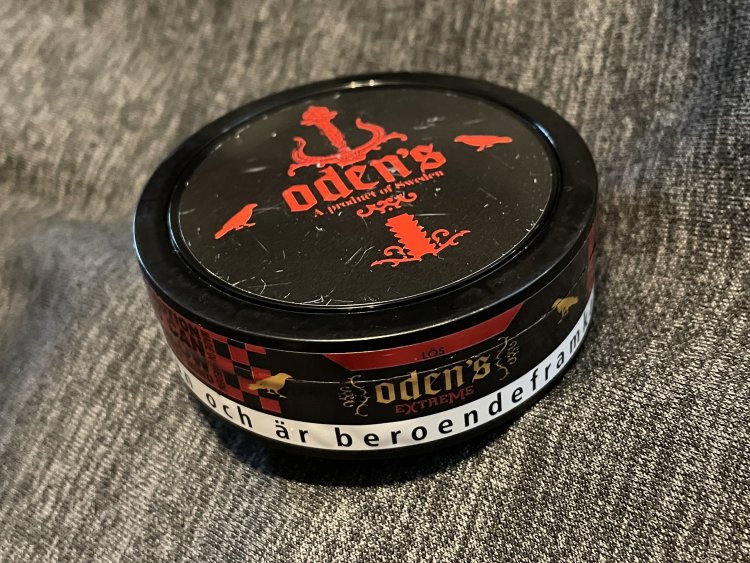 oden's
A product of Sweden
LÖS
oden's
EXTREME
och är beroendeframk